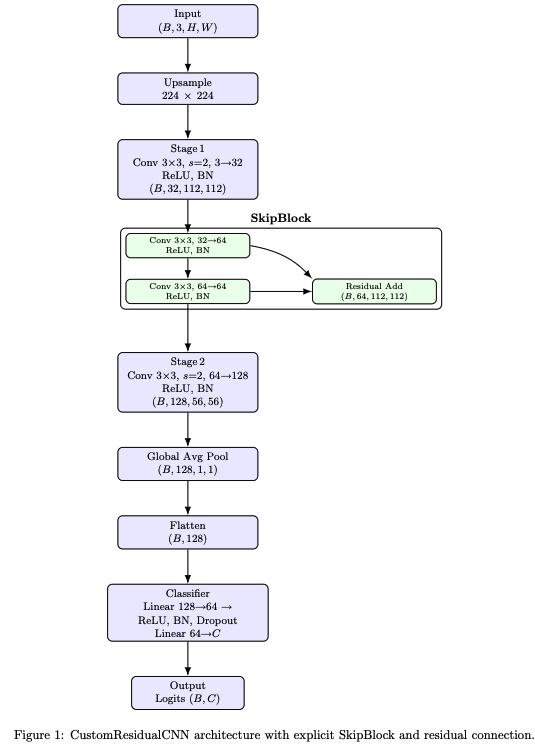 Input
(B, 3, H, W)
Upsample
224 × 224
Stage 1
Conv 3×3, s=2, 3→32
ReLU, BN
(B, 32, 112, 112)
SkipBlock
Conv 3×3, 32→64
ReLU, BN
Conv 3×3, 64→64
ReLU, BN
Residual Add
(B, 64, 112, 112)
Stage 2
Conv 3×3, s=2, 64→128
ReLU, BN
(B, 128, 56, 56)
Global Avg Pool
(B, 128, 1, 1)
Flatten
(B, 128)
Classifier
Linear 128→64 →
ReLU, BN, Dropout
Linear 64→C
Output
Logits (B, C)
Figure 1: CustomResidualCNN architecture with explicit SkipBlock and residual connection.